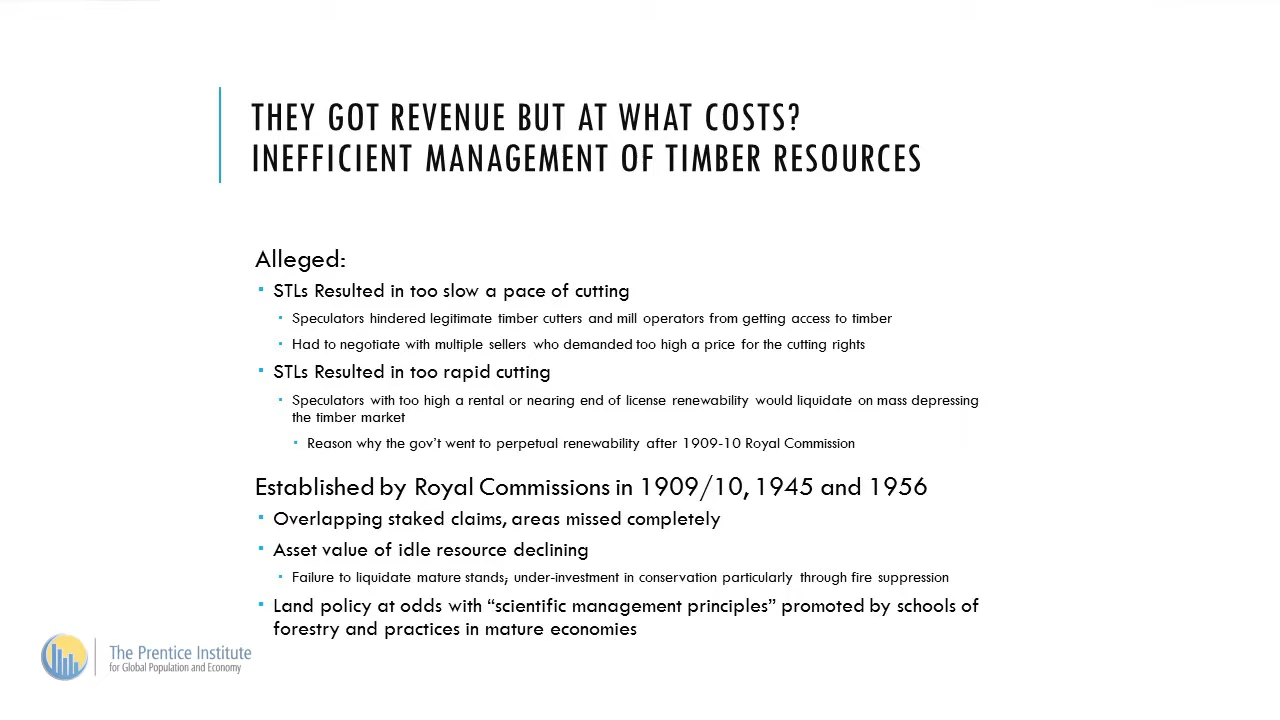 THEY GOT REVENUE BUT AT WHAT COSTS?
INEFFICIENT MANAGEMENT OF TIMBER RESOURCES
Alleged:
STLs Resulted in too slow a pace of cutting
Speculators hindered legitimate timber cutters and mill operators from getting access to timber
Had to negotiate with multiple sellers who demanded too high a price for the cutting rights
STLs Resulted in too rapid cutting
Speculators with too high a rental or nearing end of license renewability would liquidate on mass depressing
the timber market
Reason why the gov't went to perpetual renewability after 1909-10 Royal Commission
Established by Royal Commissions in 1909/10, 1945 and 1956
Overlapping staked claims, areas missed completely
Asset value of idle resource declining
Failure to liquidate mature stands; under-investment in conservation particularly through fire suppression
Land policy at odds with “scientific management principles” promoted by schools of
forestry and practices in mature economies
The Prentice Institute
for Global Population and Economy